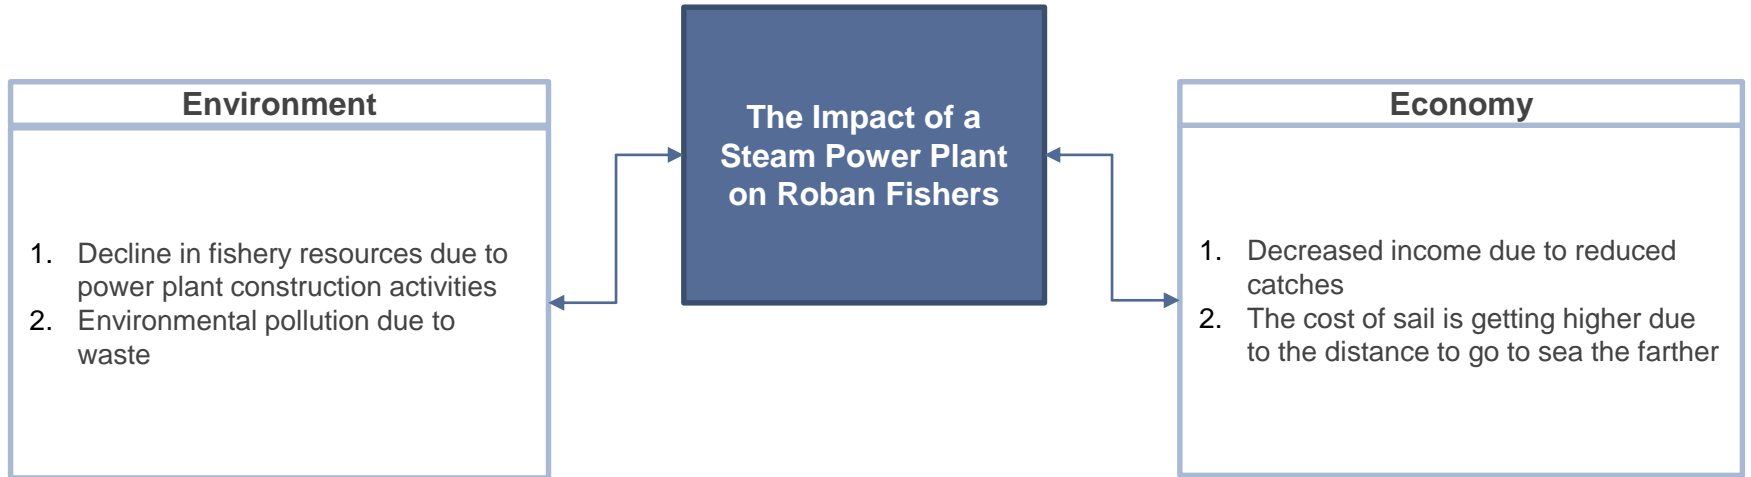 The Impact of a
Steam Power Plant
on Roban Fishers
Environment
1. Decline in fishery resources due to
power plant construction activities
2. Environmental pollution due to
waste
Economy
1. Decreased income due to reduced
catches
2. The cost of sail is getting higher due
to the distance to go to sea the farther